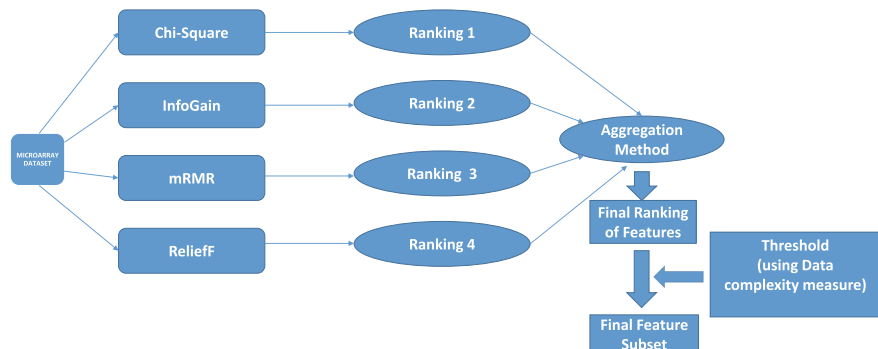 Chi-Square
Ranking 1
InfoGain
Ranking 2
Aggregation
Method
MICROARRAY
DATASET
mRMR
Ranking 3
ReliefF
Ranking 4
Final Ranking
of Features
Threshold
(using Data
complexity measure)
Final Feature
Subset